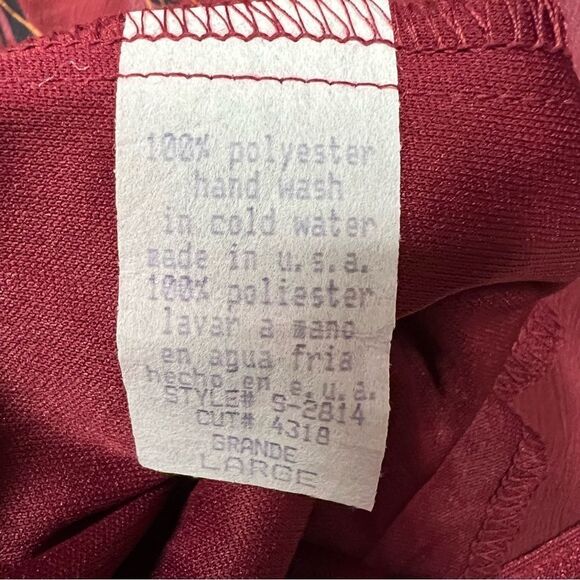 100% polyester
hand wash
in cold water
made in u.s.a.
100% poliester
lavar a mano
en agua fria
hecho en e.u.a.
STYLE# S-2814
CUT# 4318
GRANDE
LARGE